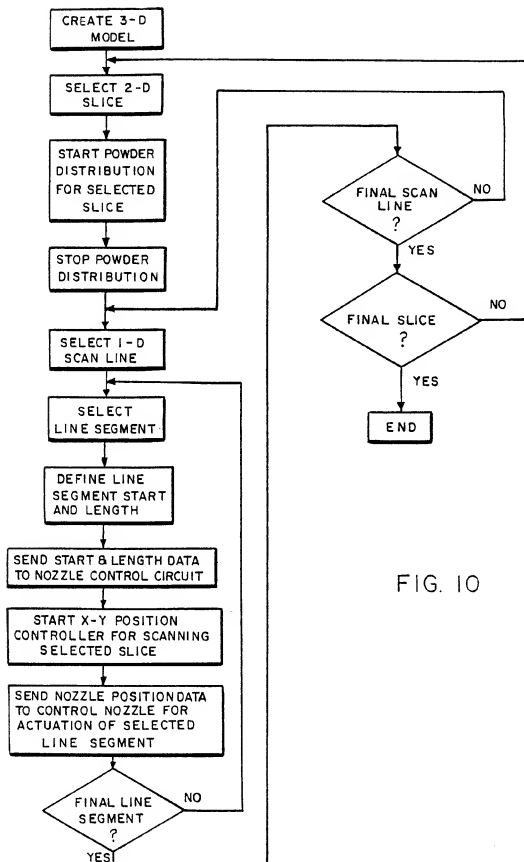 CREATE 3-D
MODEL
SELECT 2-D
SLICE
START POWDER
DISTRIBUTION
FOR SELECTED
SLICE
STOP POWDER
DISTRIBUTION
SELECT 1-D
SCAN LINE
SELECT
LINE SEGMENT
DEFINE LINE
SEGMENT START
AND LENGTH
SEND START & LENGTH DATA
TO NOZZLE CONTROL CIRCUIT
START X-Y POSITION
CONTROLLER FOR SCANNING
SELECTED SLICE
SEND NOZZLE POSITION DATA
TO CONTROL NOZZLE FOR
ACTUATION OF SELECTED
LINE SEGMENT
FINAL LINE
SEGMENT
?
NO
YES
FINAL SCAN
LINE
?
NO
YES
FINAL SLICE
?
NO
YES
END
FIG. 10